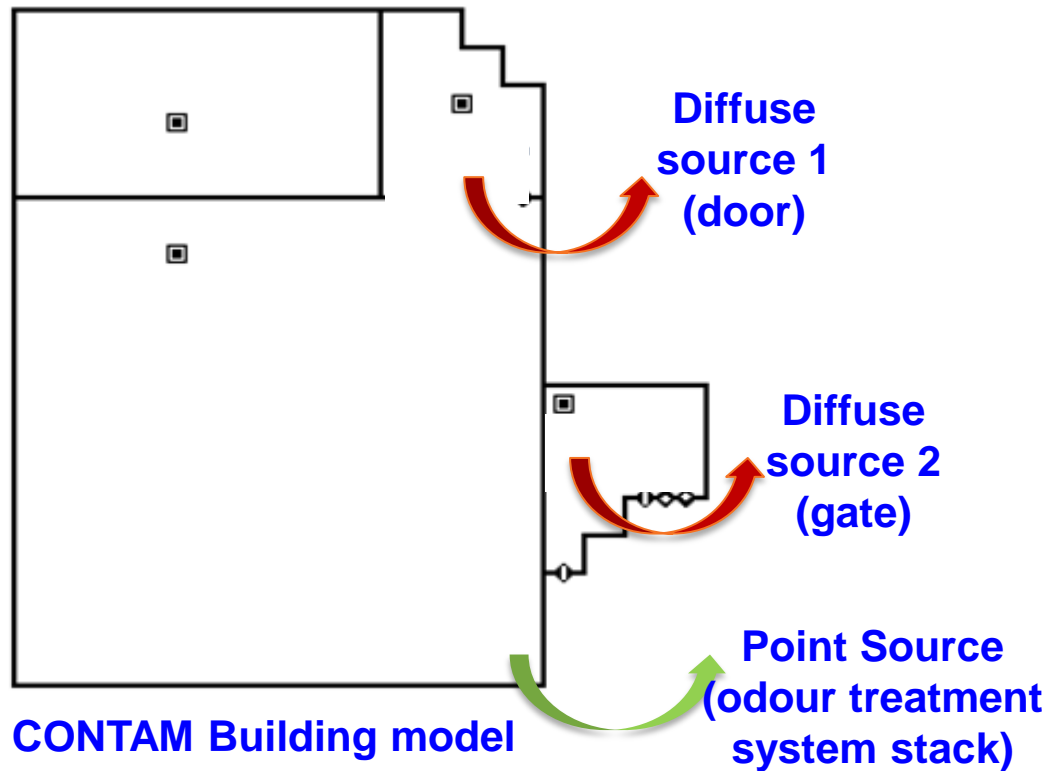 Diffuse
source 1
(door)
Diffuse
source 2
(gate)
Point Source
(odour treatment
system stack)
CONTAM Building model